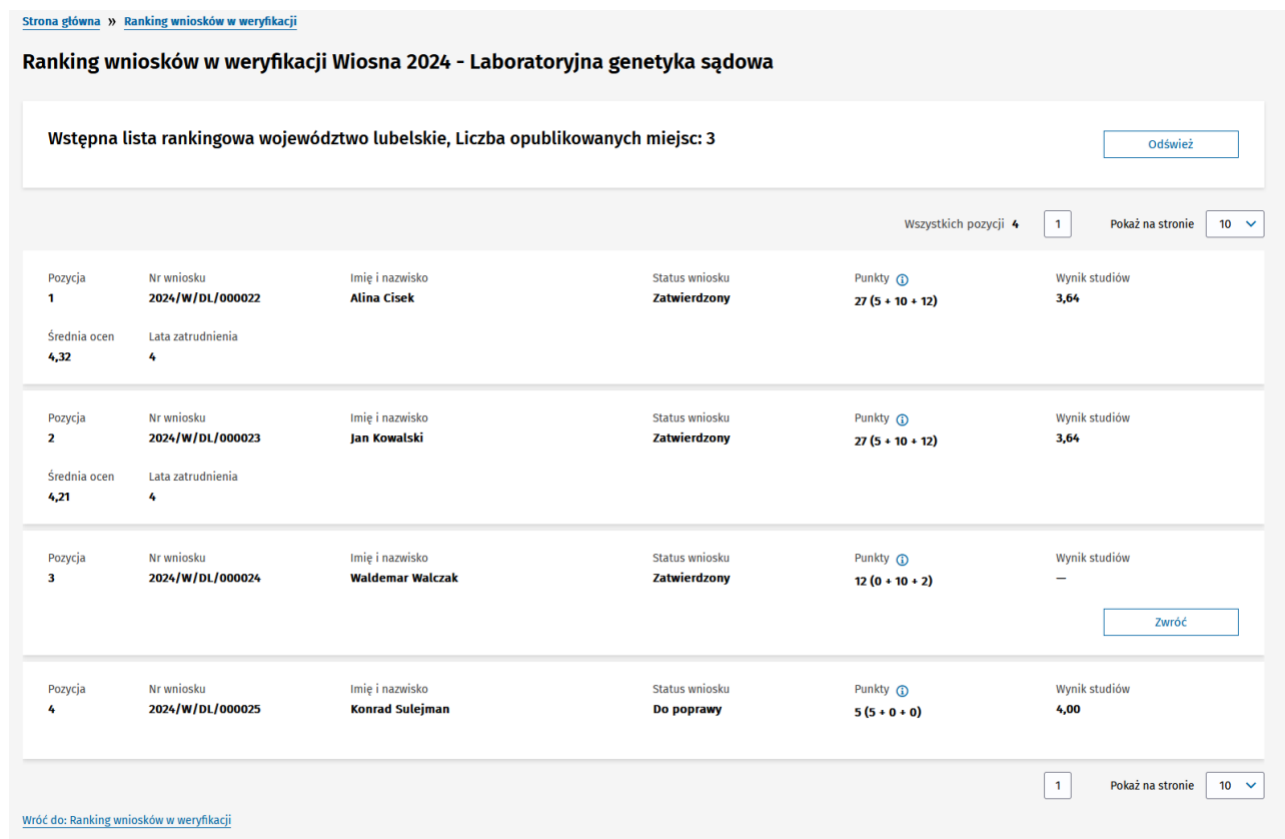 Strona główna » Ranking wniosków w weryfikacji
Ranking wniosków w weryfikacji Wiosna 2024 - Laboratoryjna genetyka sądowa
Wstępna lista rankingowa województwo lubelskie, Liczba opublikowanych miejsc: 3
Odśwież
Wszystkich pozycji 4 1 Pokaż na stronie 10
Pozycja Nr wniosku Imię i nazwisko Status wniosku Punkty Wynik studiów
1 2024/W/DL/000022 Alina Cisek Zatwierdzony 27 (5 + 10 + 12) 3,64
Średnia ocen Lata zatrudnienia
4,32 4
Pozycja Nr wniosku Imię i nazwisko Status wniosku Punkty Wynik studiów
2 2024/W/DL/000023 Jan Kowalski Zatwierdzony 27 (5 + 10 + 12) 3,64
Średnia ocen Lata zatrudnienia
4,21 4
Pozycja Nr wniosku Imię i nazwisko Status wniosku Punkty Wynik studiów
3 2024/W/DL/000024 Waldemar Walczak Zatwierdzony 12 (0 + 10 + 2) —
Zwróć
Pozycja Nr wniosku Imię i nazwisko Status wniosku Punkty Wynik studiów
4 2024/W/DL/000025 Konrad Sulejman Do poprawy 5 (5 + 0 + 0) 4,00
1 Pokaż na stronie 10
Wróć do: Ranking wniosków w weryfikacji